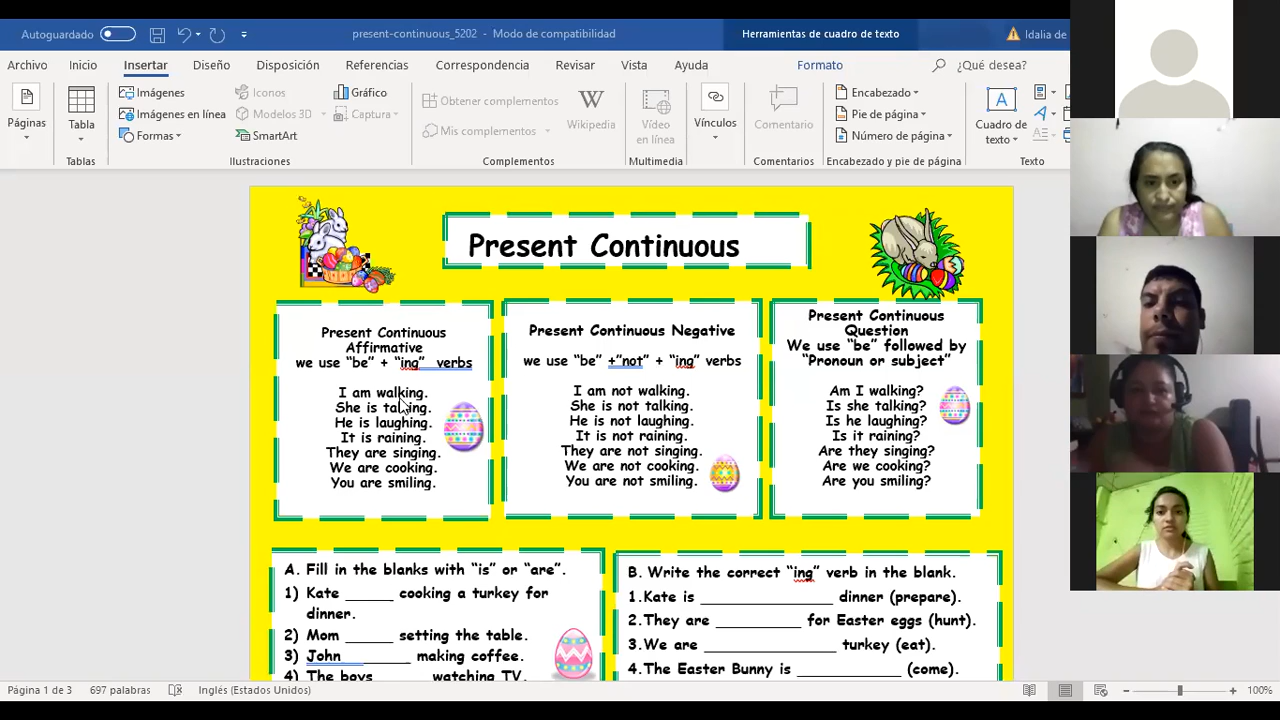 Autoguardado
present-continuous_5202 - Modo de compatibilidad
Herramientas de cuadro de texto
Idalia de
Archivo Inicio Insertar Diseño Disposición Referencias Correspondencia Revisar Vista Ayuda Formato ¿Qué desea?
Páginas
Tabla
Tablas
Imágenes
Imágenes en línea
Formas
Iconos
Modelos 3D
SmartArt
Gráfico
Captura
Ilustraciones
Obtener complementos
Mis complementos
Wikipedia
Complementos
Vídeo
en línea
Multimedia
Vínculos
Comentario
Comentarios
Encabezado
Pie de página
Número de página
Encabezado y pie de página
Cuadro de
texto
Texto
Present Continuous
Present Continuous
Affirmative
we use “be” + “ing” verbs
I am walking.
She is talking.
He is laughing.
It is raining.
They are singing.
We are cooking.
You are smiling.
Present Continuous Negative
we use “be” +“not” + “ing” verbs
I am not walking.
She is not talking.
He is not laughing.
It is not raining.
They are not singing.
We are not cooking.
You are not smiling.
Present Continuous
Question
We use “be” followed by
“Pronoun or subject”
Am I walking?
Is she talking?
Is he laughing?
Is it raining?
Are they singing?
Are we cooking?
Are you smiling?
A. Fill in the blanks with “is” or “are”.
1) Kate ______ cooking a turkey for
dinner.
2) Mom ______ setting the table.
3) John ______ making coffee.
4) The boys ______ watching TV.
B. Write the correct “ing” verb in the blank.
1.Kate is ______________ dinner (prepare).
2.They are _________ for Easter eggs (hunt).
3.We are ______________ turkey (eat).
4.The Easter Bunny is ___________ (come).
Página 1 de 3 697 palabras Inglés (Estados Unidos) 100%